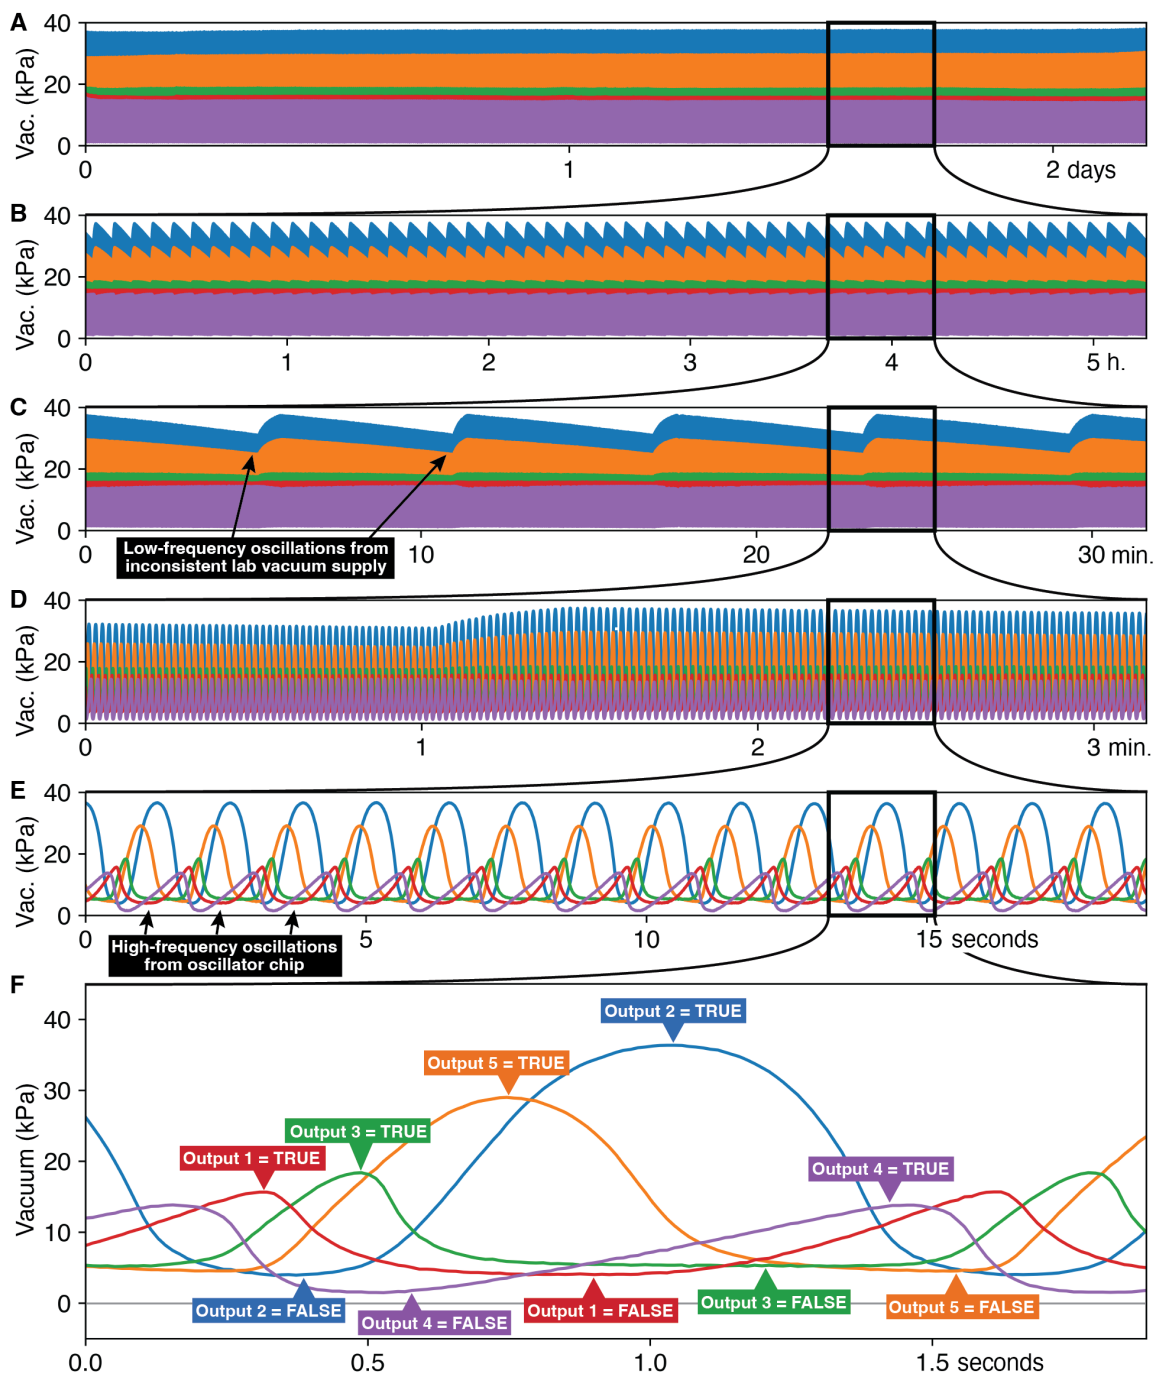 A
Vac. (kPa)
40
20
0
0
1
2 days
B
Vac. (kPa)
40
20
0
0
1
2
3
4
5 h.
C
Vac. (kPa)
40
20
0
0
10
20
30 min.
Low-frequency oscillations from
inconsistent lab vacuum supply
D
Vac. (kPa)
40
20
0
0
1
2
3 min.
E
Vac. (kPa)
40
20
0
0
5
10
15 seconds
High-frequency oscillations
from oscillator chip
F
Vacuum (kPa)
40
30
20
10
0
Output 2 = TRUE
Output 5 = TRUE
Output 3 = TRUE
Output 1 = TRUE
Output 4 = TRUE
Output 2 = FALSE
Output 4 = FALSE
Output 1 = FALSE
Output 3 = FALSE
Output 5 = FALSE
0.0
0.5
1.0
1.5 seconds